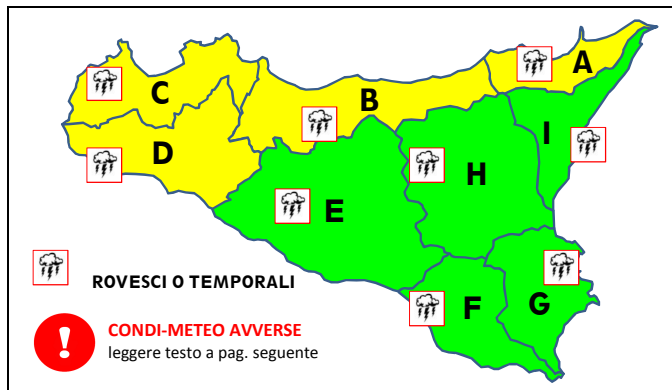 A
C
B
I
D
H
E
ROVESCI O TEMPORALI
F
G
CONDI-METEO AVVERSE
leggere testo a pag. seguente
!